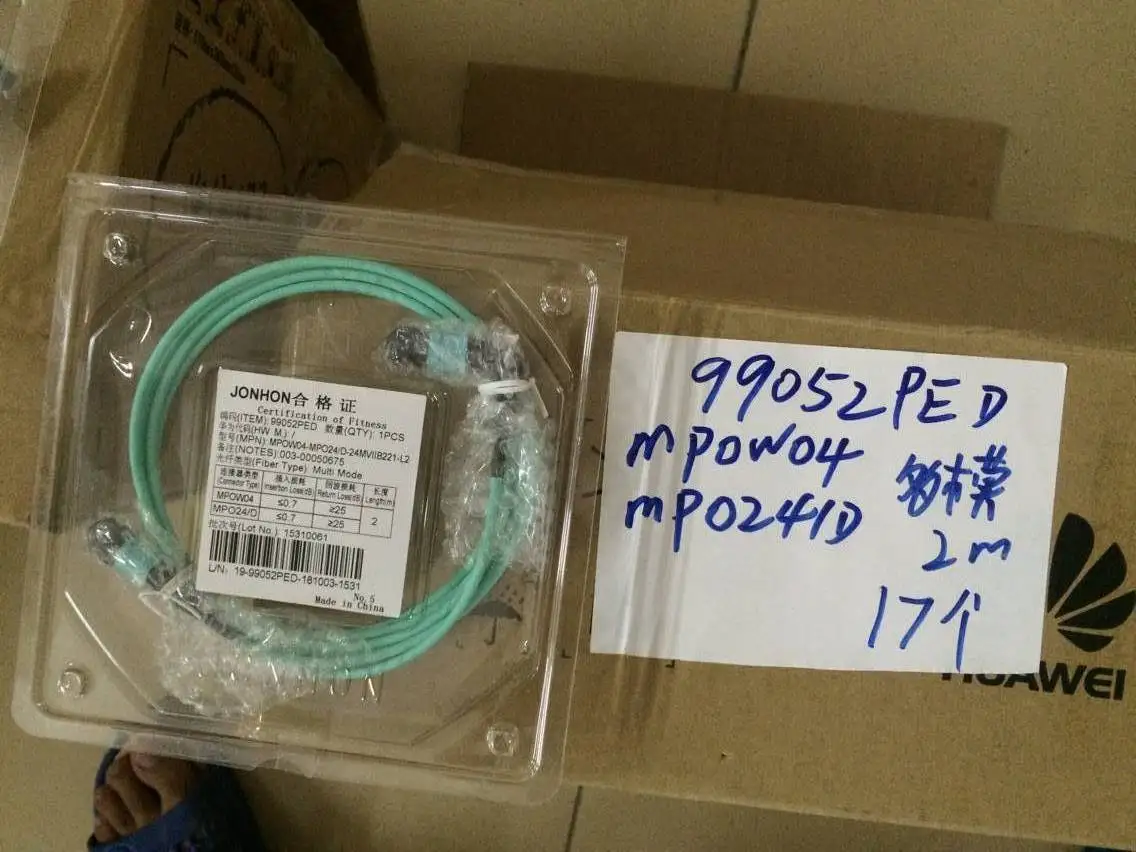 JONHON合格证
Certification of Fitness
编码(ITEM):99052PED 数量(QTY): 1PCS
华为代码(HW M.) /
型号(MPN):MPOW04-MPO24/D-24MVIIB221-L2
备注(NOTES):003-00050675
光纤类型(Fiber Type) Multi Mode
连接器类型 插入损耗 回波损耗 长度
(Connector Type) Insertion Loss(dB) Return Loss(dB) Length(m)
MPOW04 ≤0.7 ≥25 2
MPO24/D ≤0.7 ≥25
批次号(Lot No.) 15310061
L/N: 19-99052PED-181003-1531
No.5
Made in China
99052PED
MPOW04
MPO24/D 多模
2m
17个
HUAWEI